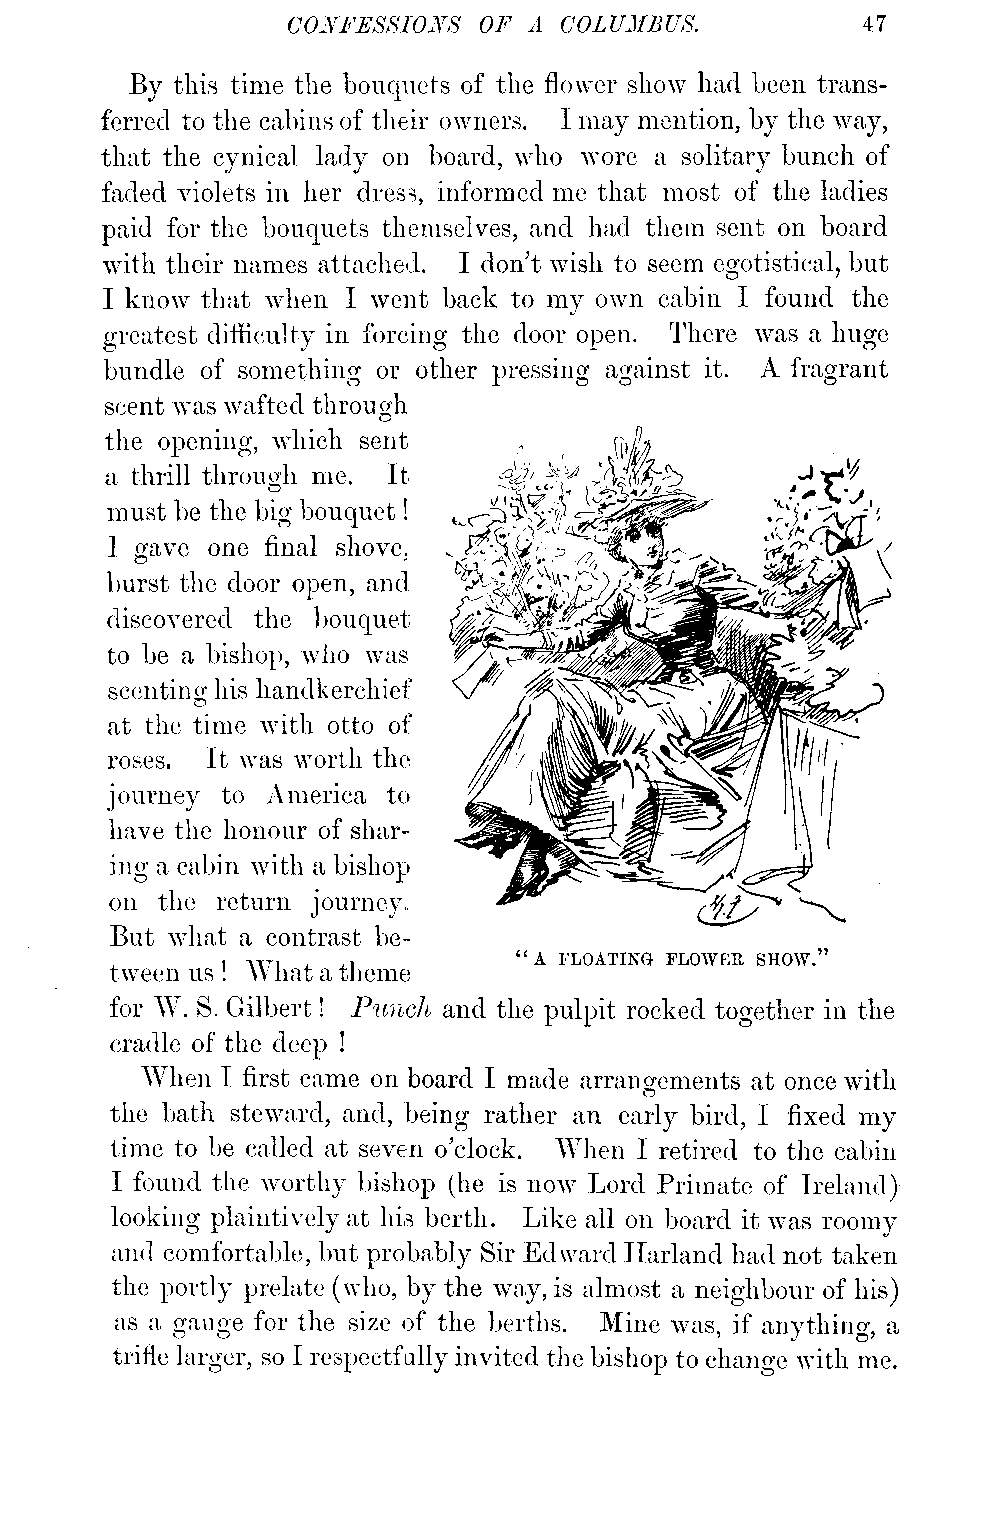 CONFESSIONS OF A COLUMBUS. 47
By this time the bouquets of the flower show had been trans-
ferred to the cabins of their owners. I may mention, by the way,
that the cynical lady on board, who wore a solitary bunch of
faded violets in her dress, informed me that most of the ladies
paid for the bouquets themselves, and had them sent on board
with their names attached. I don't wish to seem egotistical, but
I know that when I went back to my own cabin I found the
greatest difficulty in forcing the door open. There was a huge
bundle of something or other pressing against it. A fragrant
scent was wafted through
the opening, which sent
a thrill through me. It
must be the big bouquet!
I gave one final shove,
burst the door open, and
discovered the bouquet
to be a bishop, who was
scenting his handkerchief
at the time with otto of
roses. It was worth the
journey to America to
have the honour of shar-
ing a cabin with a bishop
on the return journey.
But what a contrast be-
tween us! What a theme
for W. S. Gilbert! Punch and the pulpit rocked together in the
cradle of the deep!
H.F.
"A FLOATING FLOWER SHOW."
When I first came on board I made arrangements at once with
the bath steward, and, being rather an early bird, I fixed my
time to be called at seven o'clock. When I retired to the cabin
I found the worthy bishop (he is now Lord Primate of Ireland)
looking plaintively at his berth. Like all on board it was roomy
and comfortable, but probably Sir Edward Harland had not taken
the portly prelate (who, by the way, is almost a neighbour of his)
as a gauge for the size of the berths. Mine was, if anything, a
trifle larger, so I respectfully invited the bishop to change with me.